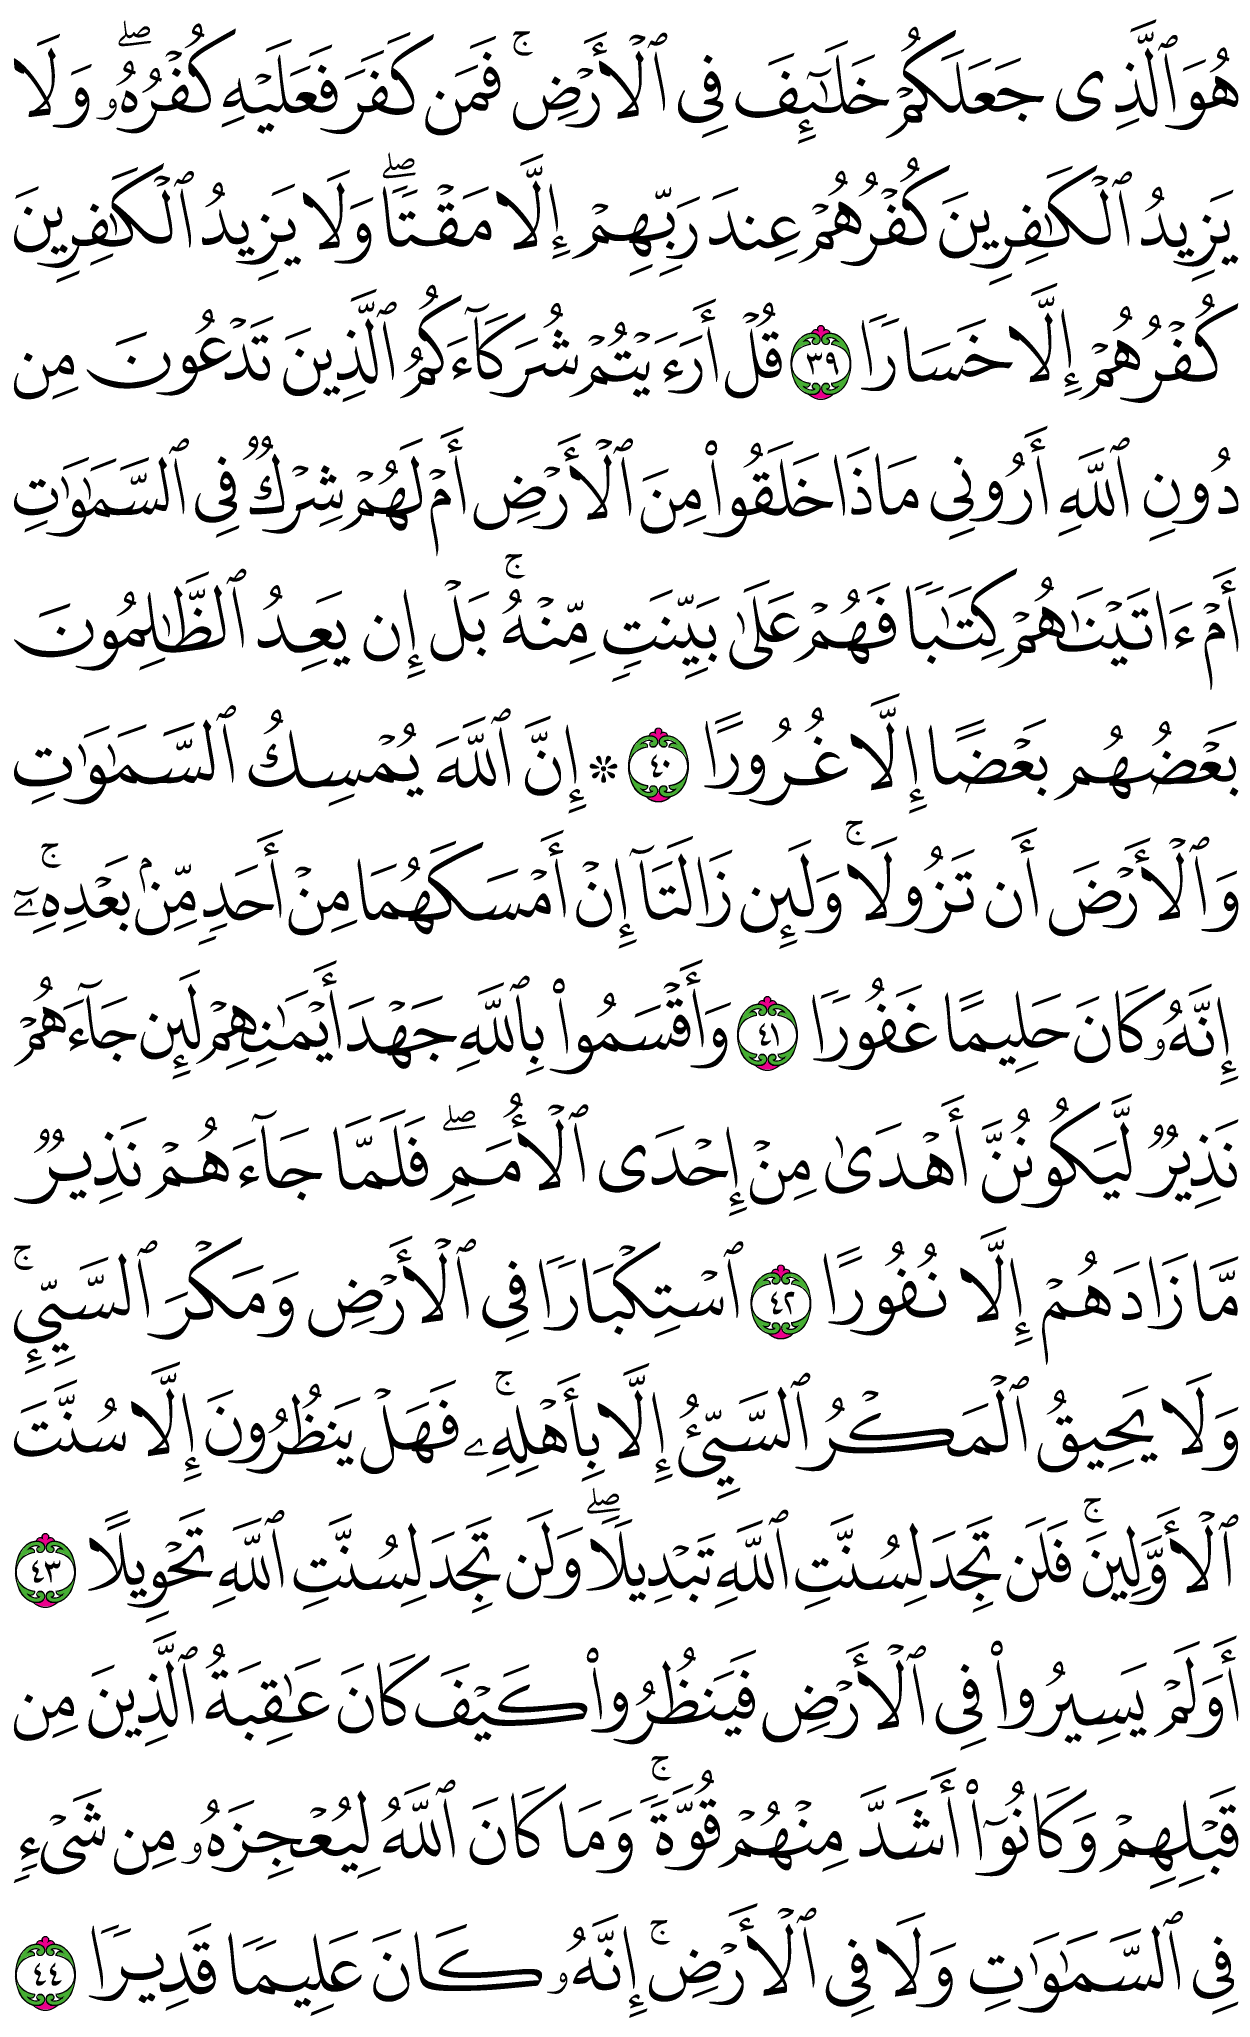 هُوَ ٱلَّذِى جَعَلَكُمْ خَلَـٰٓئِفَ فِى ٱلْأَرْضِ ۚ فَمَن كَفَرَ فَعَلَيْهِ كُفْرُهُۥ ۖ وَلَا
يَزِيدُ ٱلْكَـٰفِرِينَ كُفْرُهُمْ عِندَ رَبِّهِمْ إِلَّا مَقْتًا ۖ وَلَا يَزِيدُ ٱلْكَـٰفِرِينَ
كُفْرُهُمْ إِلَّا خَسَارًا ٣٩ قُلْ أَرَءَيْتُمْ شُرَكَآءَكُمُ ٱلَّذِينَ تَدْعُونَ مِن
دُونِ ٱللَّهِ أَرُونِى مَاذَا خَلَقُوا۟ مِنَ ٱلْأَرْضِ أَمْ لَهُمْ شِرْكٌ فِى ٱلسَّمَـٰوَٰتِ
أَمْ ءَاتَيْنَـٰهُمْ كِتَـٰبًا فَهُمْ عَلَىٰ بَيِّنَتٍ مِّنْهُ ۚ بَلْ إِن يَعِدُ ٱلظَّـٰلِمُونَ
بَعْضُهُم بَعْضًا إِلَّا غُرُورًا ٤٠ * إِنَّ ٱللَّهَ يُمْسِكُ ٱلسَّمَـٰوَٰتِ
وَٱلْأَرْضَ أَن تَزُولَا ۚ وَلَئِن زَالَتَآ إِنْ أَمْسَكَهُمَا مِنْ أَحَدٍ مِّنۢ بَعْدِهِۦٓ ۚ
إِنَّهُۥ كَانَ حَلِيمًا غَفُورًا ٤١ وَأَقْسَمُوا۟ بِٱللَّهِ جَهْدَ أَيْمَـٰنِهِمْ لَئِن جَآءَهُمْ
نَذِيرٌ لَّيَكُونُنَّ أَهْدَىٰ مِنْ إِحْدَى ٱلْأُمَمِ ۖ فَلَمَّا جَآءَهُمْ نَذِيرٌ
مَّا زَادَهُمْ إِلَّا نُفُورًا ٤٢ ٱسْتِكْبَارًا فِى ٱلْأَرْضِ وَمَكْرَ ٱلسَّيِّئِ ۚ
وَلَا يَحِيقُ ٱلْمَكْرُ ٱلسَّيِّئُ إِلَّا بِأَهْلِهِۦ ۚ فَهَلْ يَنظُرُونَ إِلَّا سُنَّتَ
ٱلْأَوَّلِينَ ۚ فَلَن تَجِدَ لِسُنَّتِ ٱللَّهِ تَبْدِيلًا ۖ وَلَن تَجِدَ لِسُنَّتِ ٱللَّهِ تَحْوِيلًا ٤٣
أَوَلَمْ يَسِيرُوا۟ فِى ٱلْأَرْضِ فَيَنظُرُوا۟ كَيْفَ كَانَ عَـٰقِبَةُ ٱلَّذِينَ مِن
قَبْلِهِمْ وَكَانُوٓا۟ أَشَدَّ مِنْهُمْ قُوَّةً ۚ وَمَا كَانَ ٱللَّهُ لِيُعْجِزَهُۥ مِن شَىْءٍ
فِى ٱلسَّمَـٰوَٰتِ وَلَا فِى ٱلْأَرْضِ ۚ إِنَّهُۥ كَانَ عَلِيمًا قَدِيرًا ٤٤